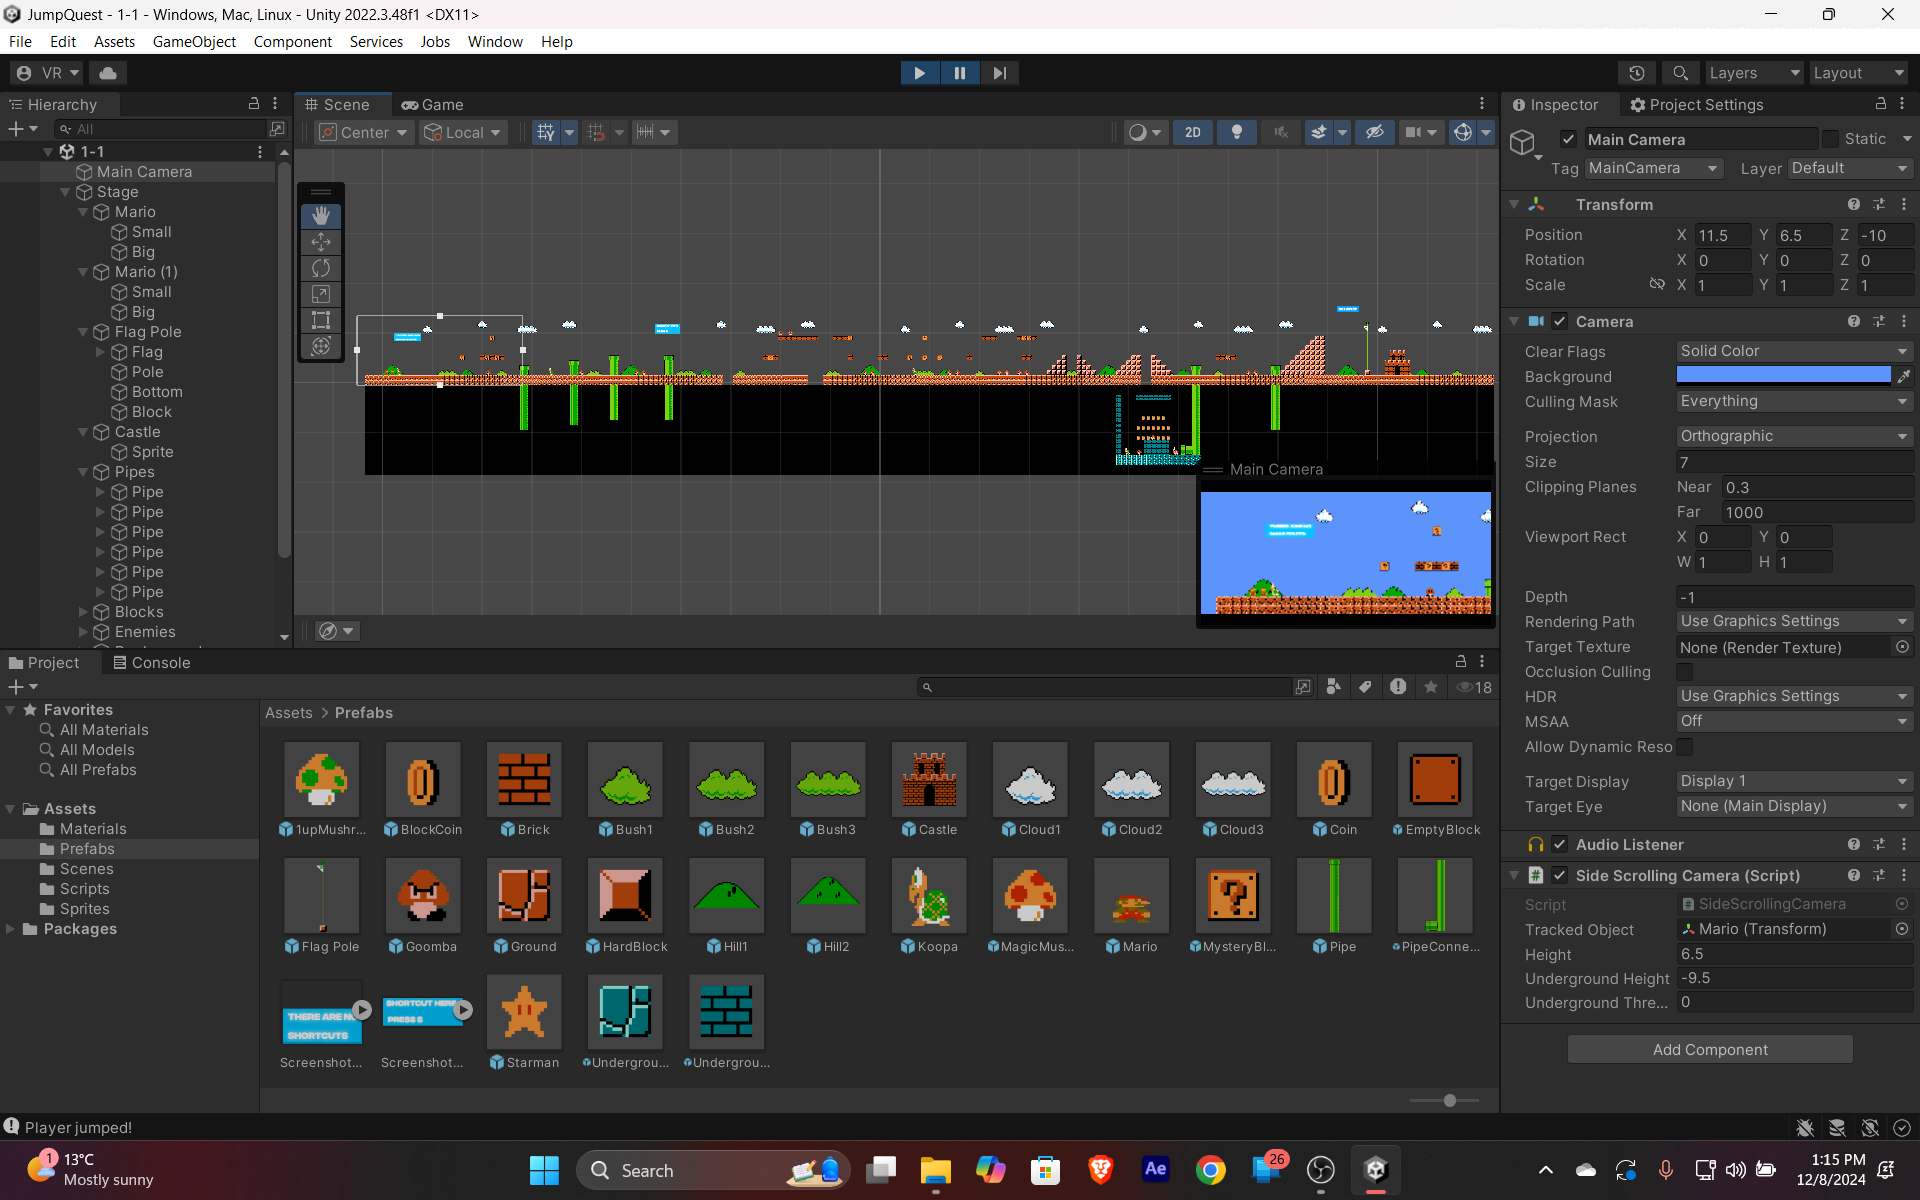 JumpQuest - 1-1 - Windows, Mac, Linux - Unity 2022.3.48f1 <DX11>
File Edit Assets GameObject Component Services Jobs Window Help
VR Layers Layout
Hierarchy
All
1-1
Main Camera
Stage
Mario
Small
Big
Mario (1)
Small
Big
Flag Pole
Flag
Pole
Bottom
Block
Castle
Sprite
Pipes
Pipe
Pipe
Pipe
Pipe
Pipe
Pipe
Blocks
Enemies
Scene Game
Center Local 2D
Main Camera
Inspector Project Settings
Main Camera Static
Tag MainCamera Layer Default
Transform
Position X 11.5 Y 6.5 Z -10
Rotation X 0 Y 0 Z 0
Scale X 1 Y 1 Z 1
Camera
Clear Flags Solid Color
Background
Culling Mask Everything
Projection Orthographic
Size 7
Clipping Planes Near 0.3
Far 1000
Viewport Rect X 0 Y 0
W 1 H 1
Depth -1
Rendering Path Use Graphics Settings
Target Texture None (Render Texture)
Occlusion Culling
HDR Use Graphics Settings
MSAA Off
Allow Dynamic Reso
Target Display Display 1
Target Eye None (Main Display)
Audio Listener
Side Scrolling Camera (Script)
Script SideScrollingCamera
Tracked Object Mario (Transform)
Height 6.5
Underground Height -9.5
Underground Thre... 0
Add Component
Project Console
18
Favorites
All Materials
All Models
All Prefabs
Assets
Materials
Prefabs
Scenes
Scripts
Sprites
Packages
Assets > Prefabs
1upMushr... BlockCoin Brick Bush1 Bush2 Bush3 Castle Cloud1 Cloud2 Cloud3 Coin EmptyBlock
Flag Pole Goomba Ground HardBlock Hill1 Hill2 Koopa MagicMus... Mario MysteryBl... Pipe PipeConne...
THERE ARE NO
SHORTCUTS
SHORTCUT HERE
PRESS S
Screenshot... Screenshot... Starman Undergrou... Undergrou...
Player jumped!
1
13°C
Mostly sunny
Search
Ae
26
1:15 PM
12/8/2024